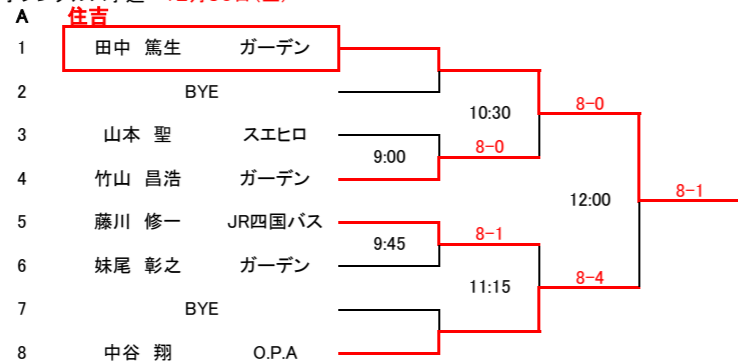 A 住吉
1 田中 篤生 ガーデン
2 BYE
10:30 8-0
3 山本 聖 スエヒロ
9:00 8-0
4 竹山 昌浩 ガーデン
12:00 8-1
5 藤川 修一 JR四国バス
9:45 8-1
6 妹尾 彰之 ガーデン
11:15 8-4
7 BYE
8 中谷 翔 O.P.A